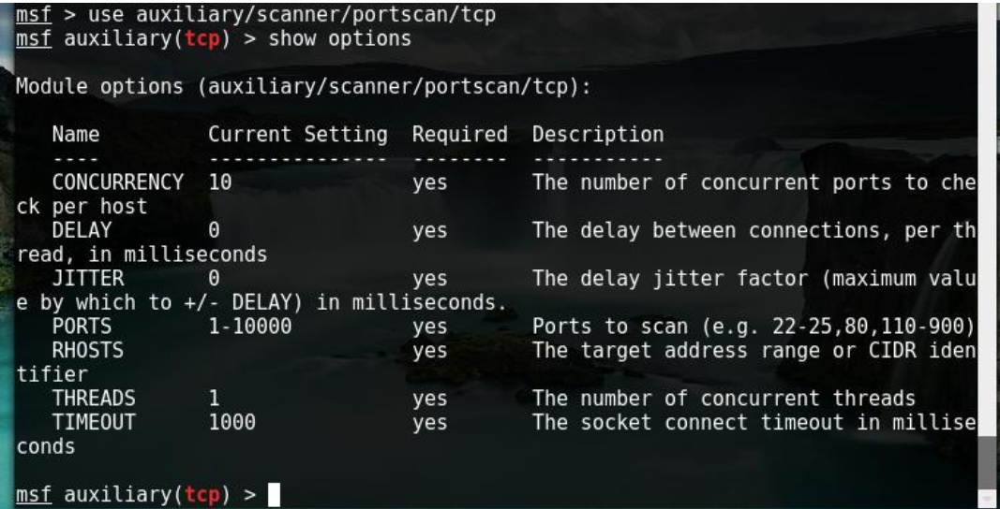 msf > use auxiliary/scanner/portscan/tcp
msf auxiliary(tcp) > show options
Module options (auxiliary/scanner/portscan/tcp):
Name Current Setting Required Description
---- --------------- -------- -----------
CONCURRENCY 10 yes The number of concurrent ports to che
ck per host
DELAY 0 yes The delay between connections, per th
read, in milliseconds
JITTER 0 yes The delay jitter factor (maximum valu
e by which to +/- DELAY) in milliseconds.
PORTS 1-10000 yes Ports to scan (e.g. 22-25,80,110-900)
RHOSTS yes The target address range or CIDR iden
tifier
THREADS 1 yes The number of concurrent threads
TIMEOUT 1000 yes The socket connect timeout in millise
conds
msf auxiliary(tcp) >